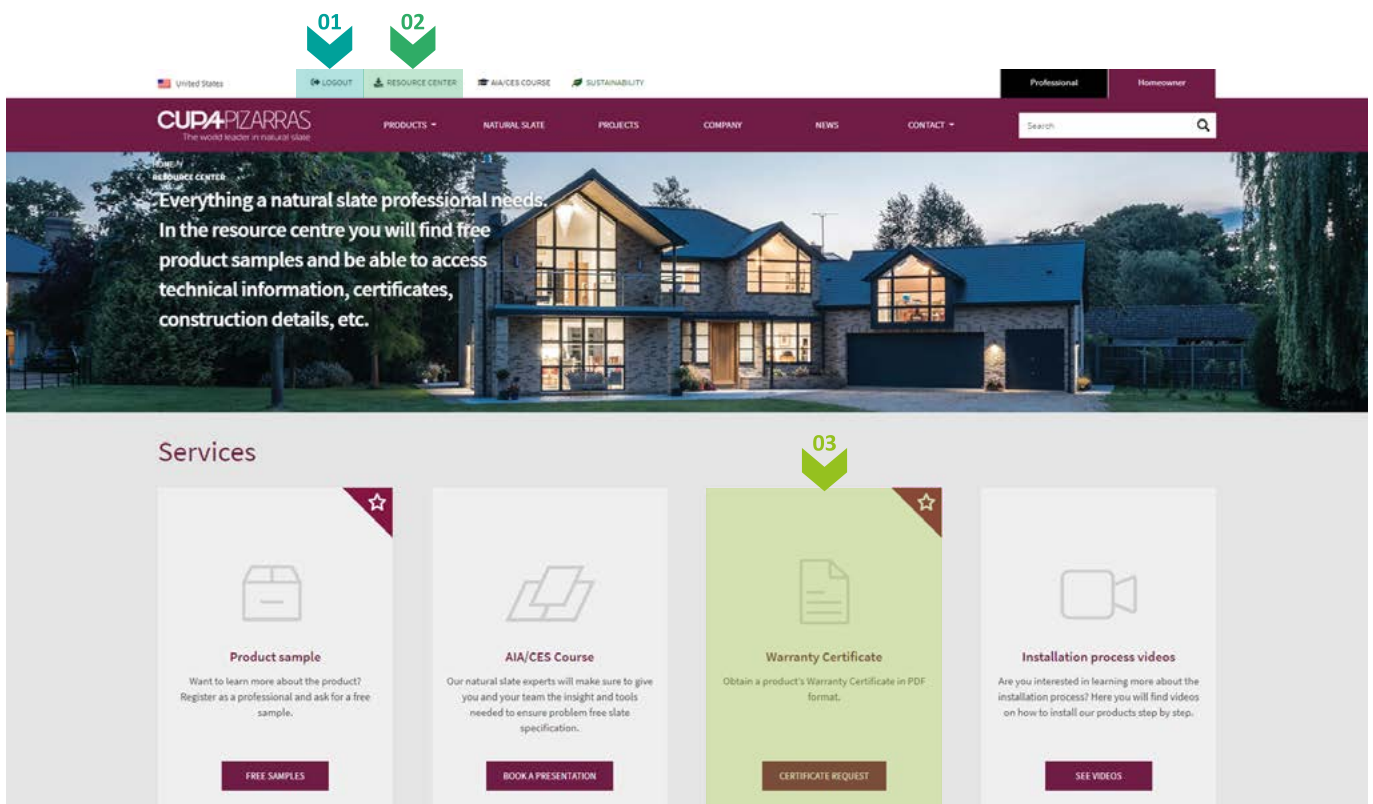 01 02
United States LOGOUT RESOURCE CENTER AIA/CES COURSE SUSTAINABILITY Professional Homeowner
CUPA PIZARRAS
The world leader in natural slate
PRODUCTS NATURAL SLATE PROJECTS COMPANY NEWS CONTACT Search
HOME //
RESOURCE CENTER
Everything a natural slate professional needs.
In the resource centre you will find free
product samples and be able to access
technical information, certificates,
construction details, etc.
Services
03
Product sample
Want to learn more about the product?
Register as a professional and ask for a free
sample.
FREE SAMPLES
AIA/CES Course
Our natural slate experts will make sure to give
you and your team the insight and tools
needed to ensure problem free slate
specification.
BOOK A PRESENTATION
Warranty Certificate
Obtain a product's Warranty Certificate in PDF
format.
CERTIFICATE REQUEST
Installation process videos
Are you interested in learning more about the
installation process? Here you will find videos
on how to install our products step by step.
SEE VIDEOS